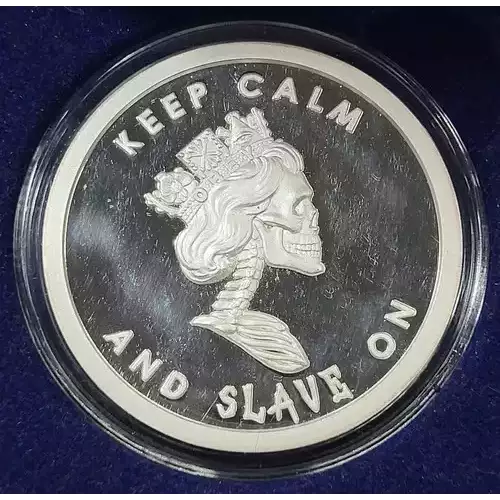 KEEP CALM
AND SLAVE ON